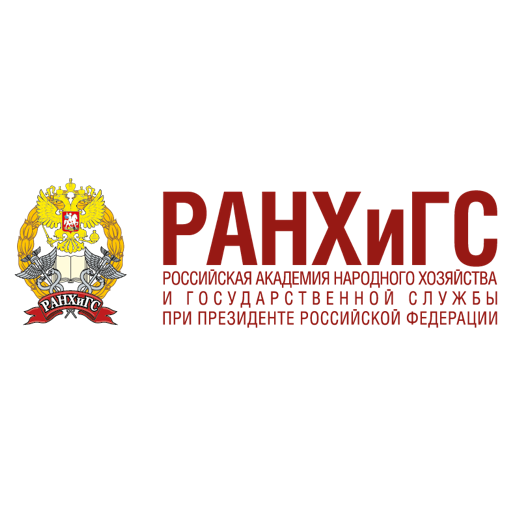 РАНХиГС
РОССИЙСКАЯ АКАДЕМИЯ НАРОДНОГО ХОЗЯЙСТВА
И ГОСУДАРСТВЕННОЙ СЛУЖБЫ
ПРИ ПРЕЗИДЕНТЕ РОССИЙСКОЙ ФЕДЕРАЦИИ
РАНХиГС